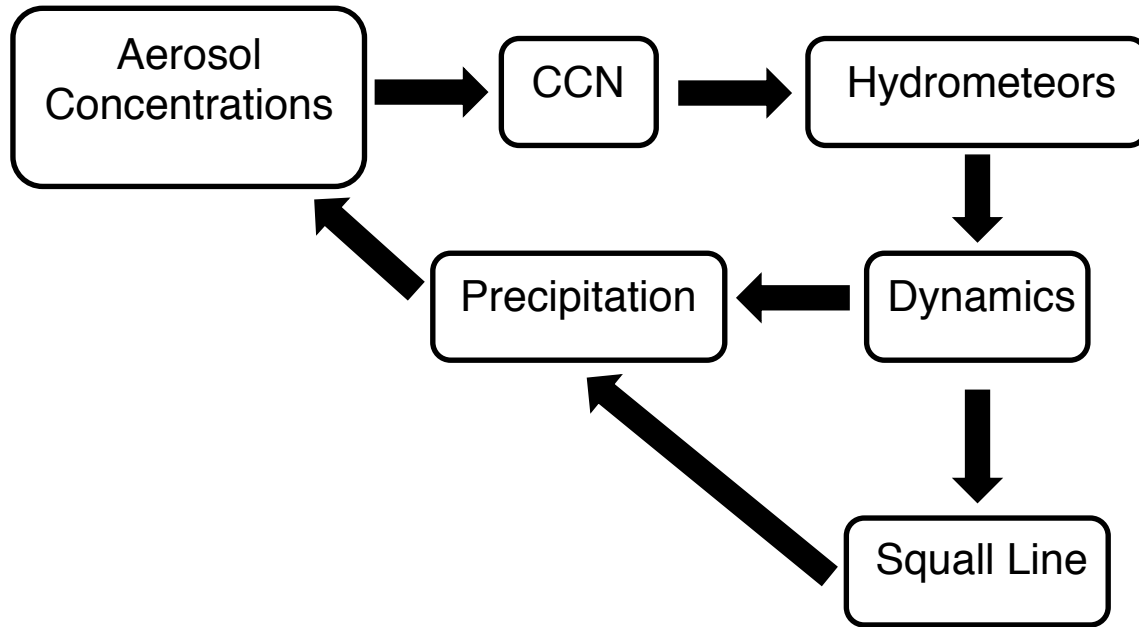 Aerosol
Concentrations
CCN
Hydrometeors
Precipitation
Dynamics
Squall Line